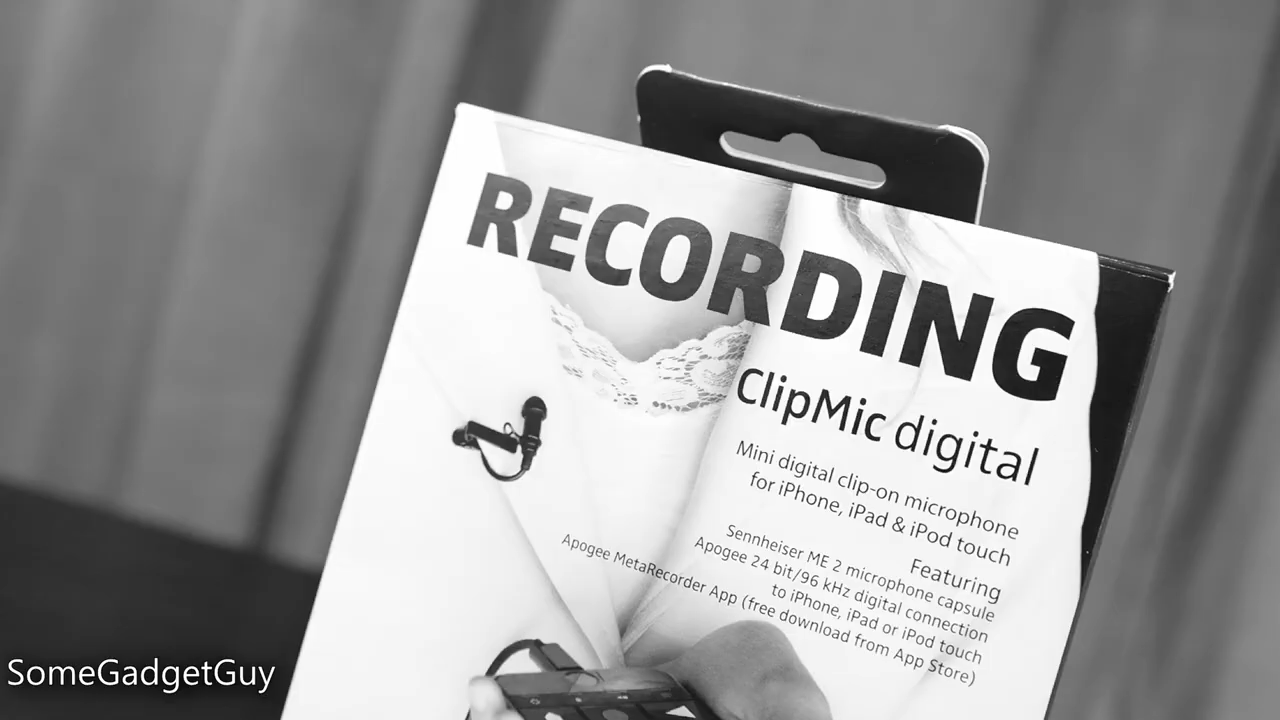 RECORDING
ClipMic digital
Mini digital clip-on microphone
for iPhone, iPad & iPod touch
Featuring
Sennheiser ME 2 microphone capsule
Apogee 24 bit/96 kHz digital connection
to iPhone, iPad or iPod touch
Apogee MetaRecorder App (free download from App Store)
SomeGadgetGuy